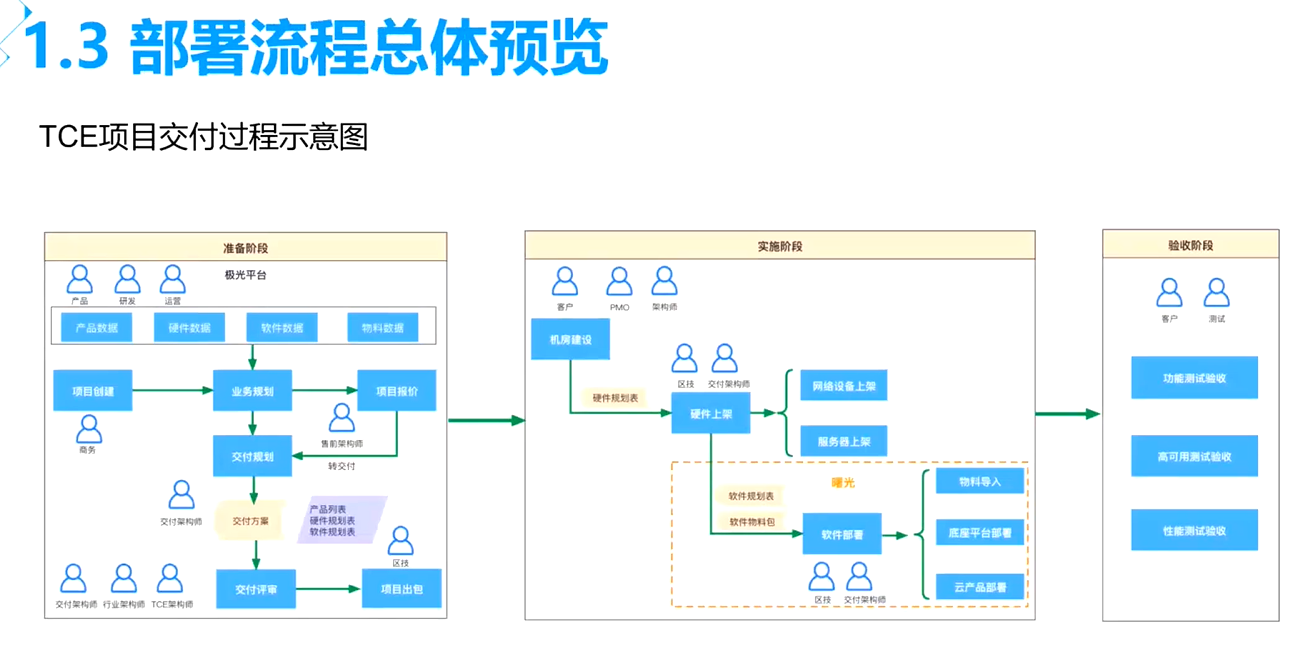 1.3 部署流程总体预览
TCE项目交付过程示意图
准备阶段
极光平台
产品
研发
运营
产品数据
硬件数据
软件数据
物料数据
项目创建
业务规划
项目报价
商务
售前架构师
交付规划
转交付
交付架构师
交付方案
产品列表
硬件规划表
软件规划表
区技
交付架构师
行业架构师
TCE架构师
交付评审
项目出包
实施阶段
客户
PMO
架构师
机房建设
区技
交付架构师
硬件规划表
硬件上架
网络设备上架
服务器上架
曙光
软件规划表
软件物料包
软件部署
物料导入
底座平台部署
云产品部署
区技
交付架构师
验收阶段
客户
测试
功能测试验收
高可用测试验收
性能测试验收